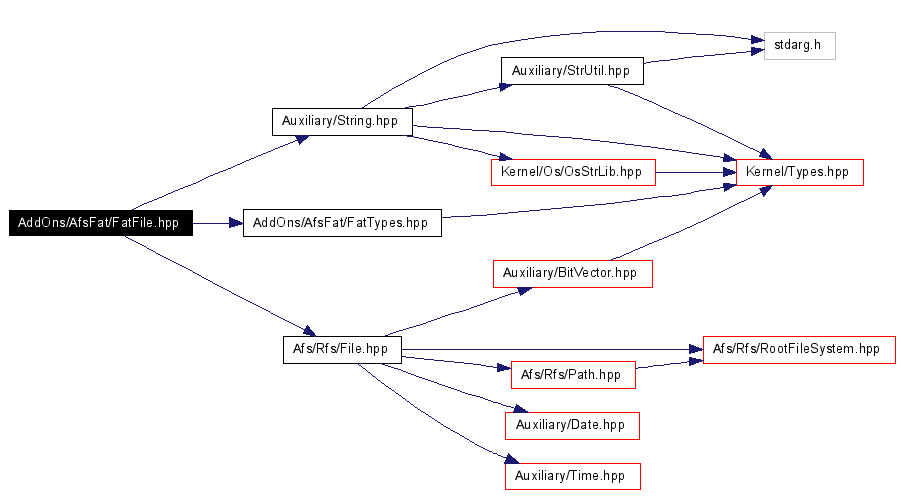 stdarg.h
Auxiliary/StrUtil.hpp
Auxiliary/String.hpp
Kernel/Os/OsStrLib.hpp
Kernel/Types.hpp
AddOns/AfsFat/FatFile.hpp
AddOns/AfsFat/FatTypes.hpp
Auxiliary/BitVector.hpp
Afs/Rfs/File.hpp
Afs/Rfs/RootFileSystem.hpp
Afs/Rfs/Path.hpp
Auxiliary/Date.hpp
Auxiliary/Time.hpp